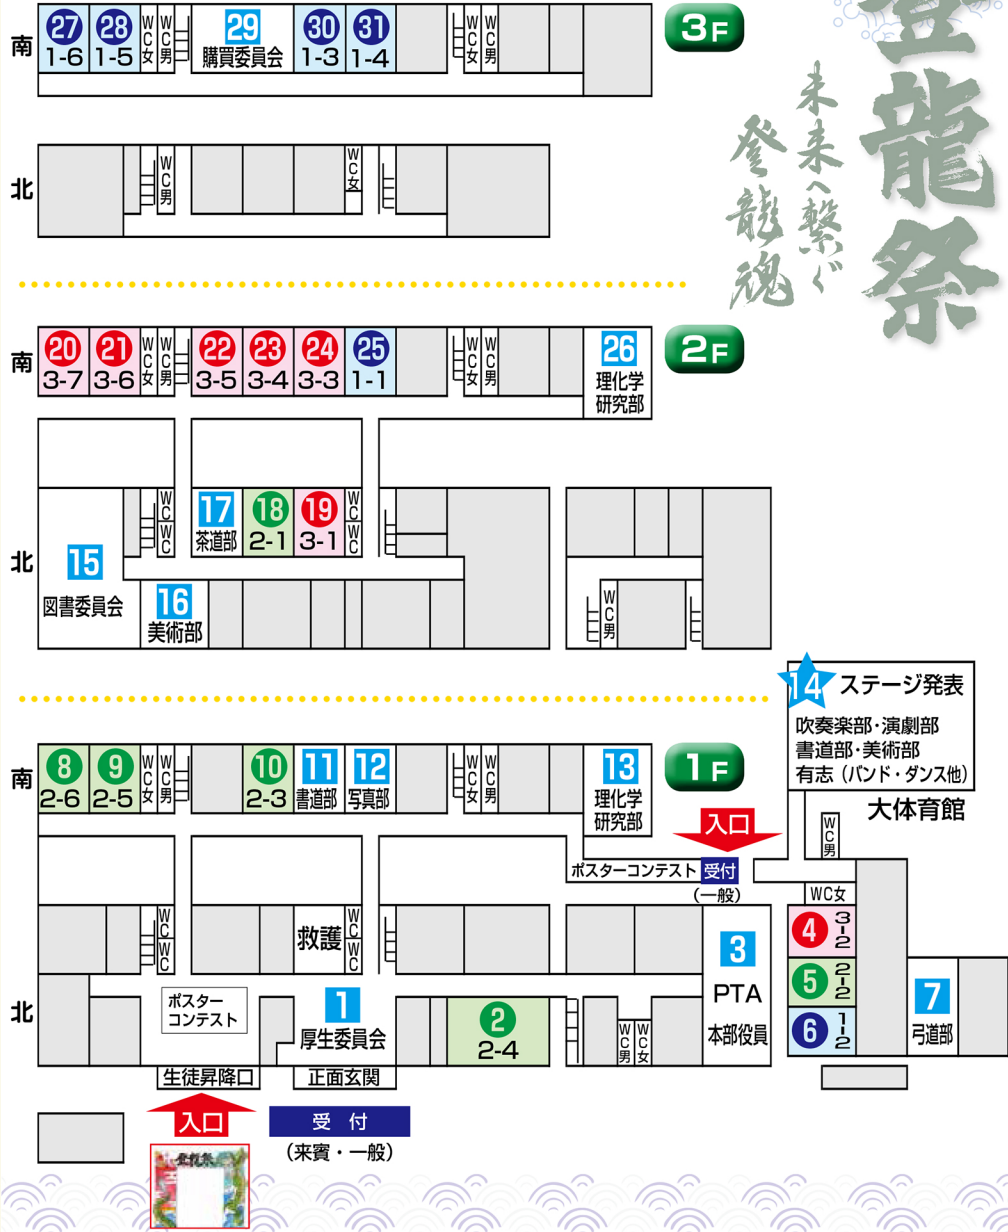 登龍祭
未来へ繋ぐ
登龍魂
3F
南
27 28 29 30 31
1-6 1-5 WC女 WC男 購買委員会 1-3 1-4 WC女 WC男
北
WC男 WC女
2F
南
20 21 22 23 24 25 26
3-7 3-6 WC女 WC男 3-5 3-4 3-3 1-1 WC女 WC男 理化学
研究部
北
WC WC 17 18 19 WC WC
茶道部 2-1 3-1
15
図書委員会
16
美術部
WC男
14 ステージ発表
吹奏楽部・演劇部
書道部・美術部
有志（バンド・ダンス他）
大体育館
1F
南
8 9 10 11 12 13
2-6 2-5 WC女 WC男 2-3 書道部 写真部 WC女 WC男 理化学
研究部
入口
ポスターコンテスト 受付
(一般)
WC男
WC女
4 3-2
5 2-2
6 1-2
7
弓道部
北
WC WC 救護 WC WC
3
PTA
本部役員
ポスター
コンテスト
1
厚生委員会
2
2-4
WC男 WC女
生徒昇降口 正面玄関
入口 受付
(来賓・一般)
登龍祭